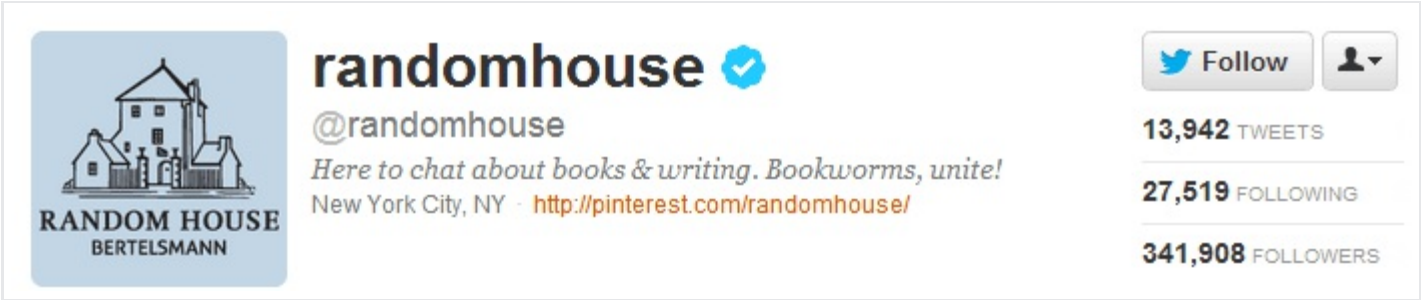 RANDOM HOUSE
BERTELSMANN
randomhouse
@randomhouse
Here to chat about books & writing. Bookworms, unite!
New York City, NY · http://pinterest.com/randomhouse/
Follow
13,942 TWEETS
27,519 FOLLOWING
341,908 FOLLOWERS